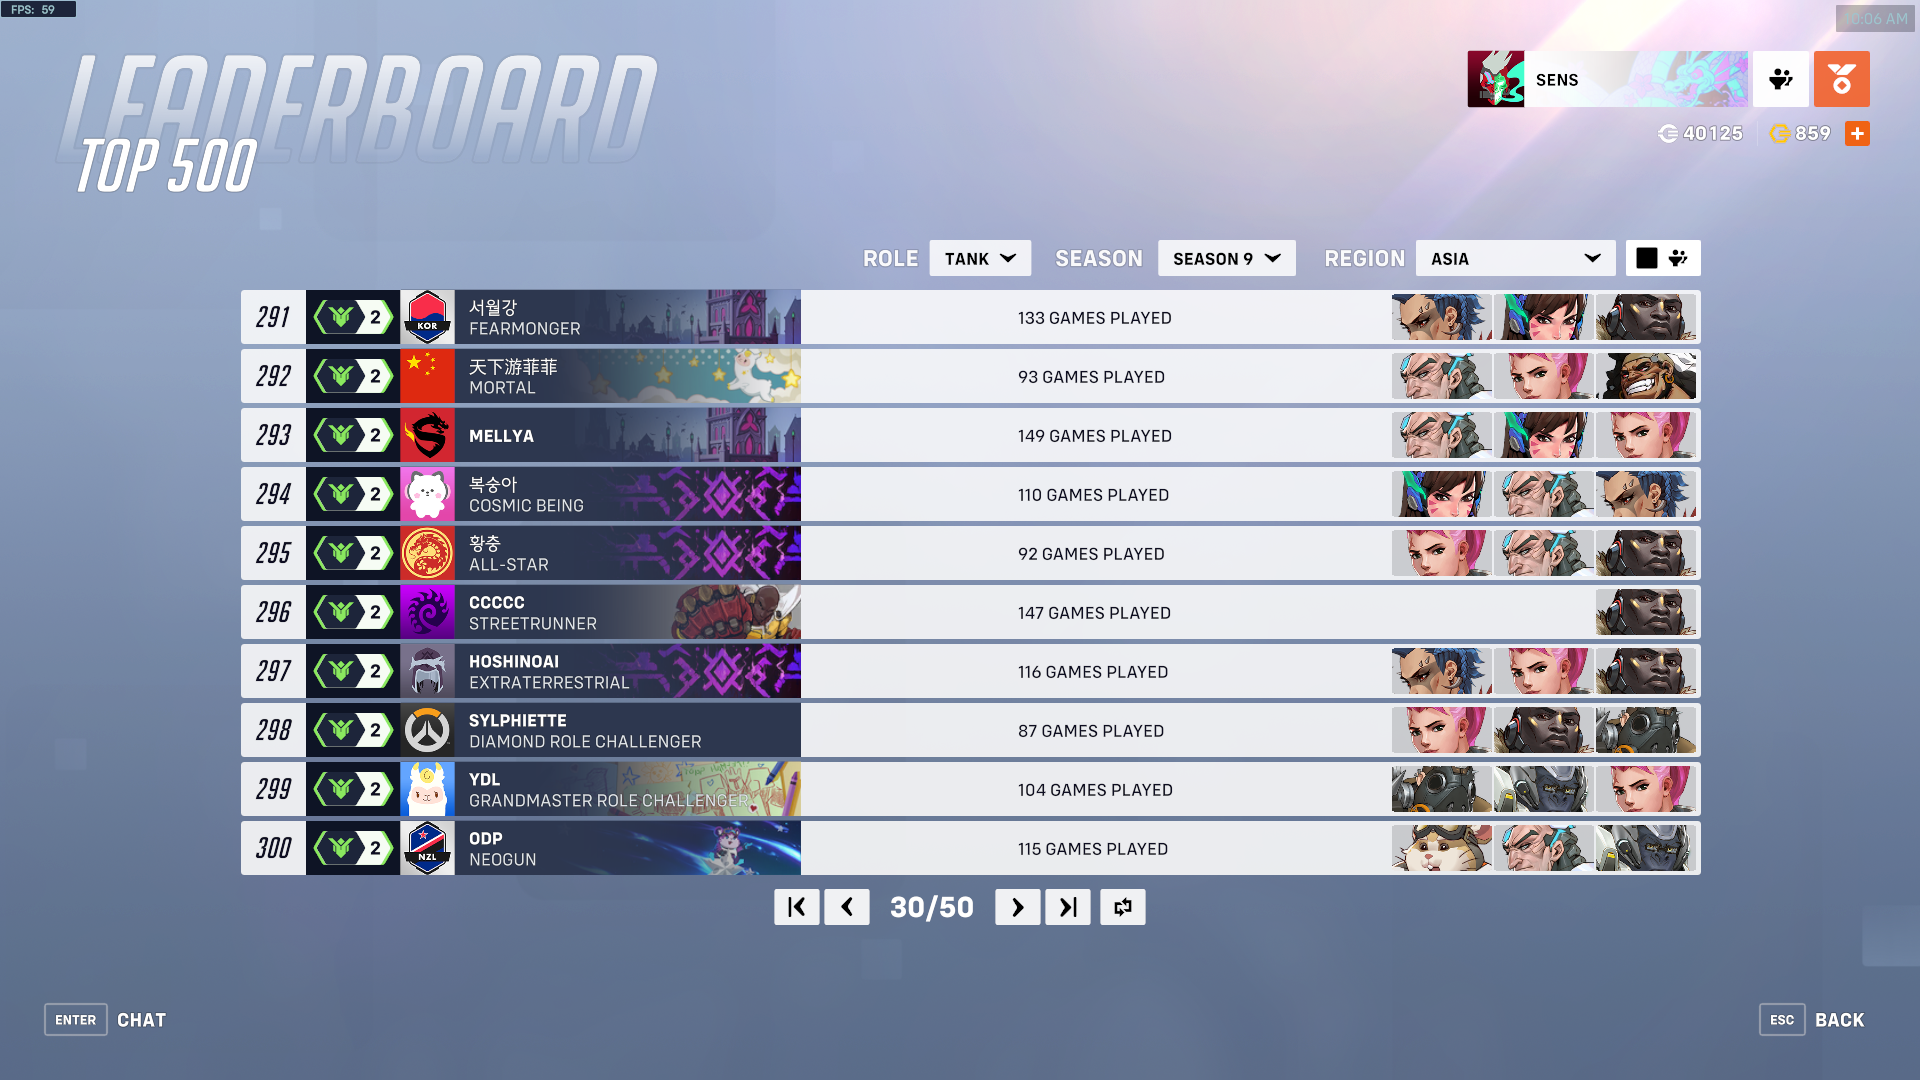 FPS: 59
LEADERBOARD
TOP 500
SENS
40125
859
ROLE TANK SEASON SEASON 9 REGION ASIA
291 2 KOR 서월강 133 GAMES PLAYED
FEARMONGER
292 2 天下游菲菲 93 GAMES PLAYED
MORTAL
293 2 MELLYA 149 GAMES PLAYED
294 2 복숭아 110 GAMES PLAYED
COSMIC BEING
295 2 황충 92 GAMES PLAYED
ALL-STAR
296 2 CCCCC 147 GAMES PLAYED
STREETRUNNER
297 2 HOSHINOAI 116 GAMES PLAYED
EXTRATERRESTRIAL
298 2 SYLPHIETTE 87 GAMES PLAYED
DIAMOND ROLE CHALLENGER
299 2 YDL 104 GAMES PLAYED
GRANDMASTER ROLE CHALLENGER
300 2 NZL ODP 115 GAMES PLAYED
NEOGUN
30/50
ENTER CHAT
ESC BACK